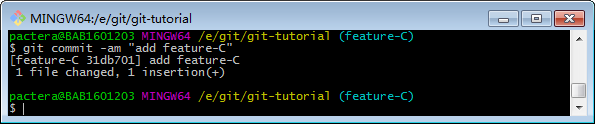 MINGW64:/e/git/git-tutorial
pactera@BAB1601203 MINGW64 /e/git/git-tutorial (feature-C)
$ git commit -am "add feature-C"
[feature-C 31db701] add feature-C
 1 file changed, 1 insertion(+)
pactera@BAB1601203 MINGW64 /e/git/git-tutorial (feature-C)
$